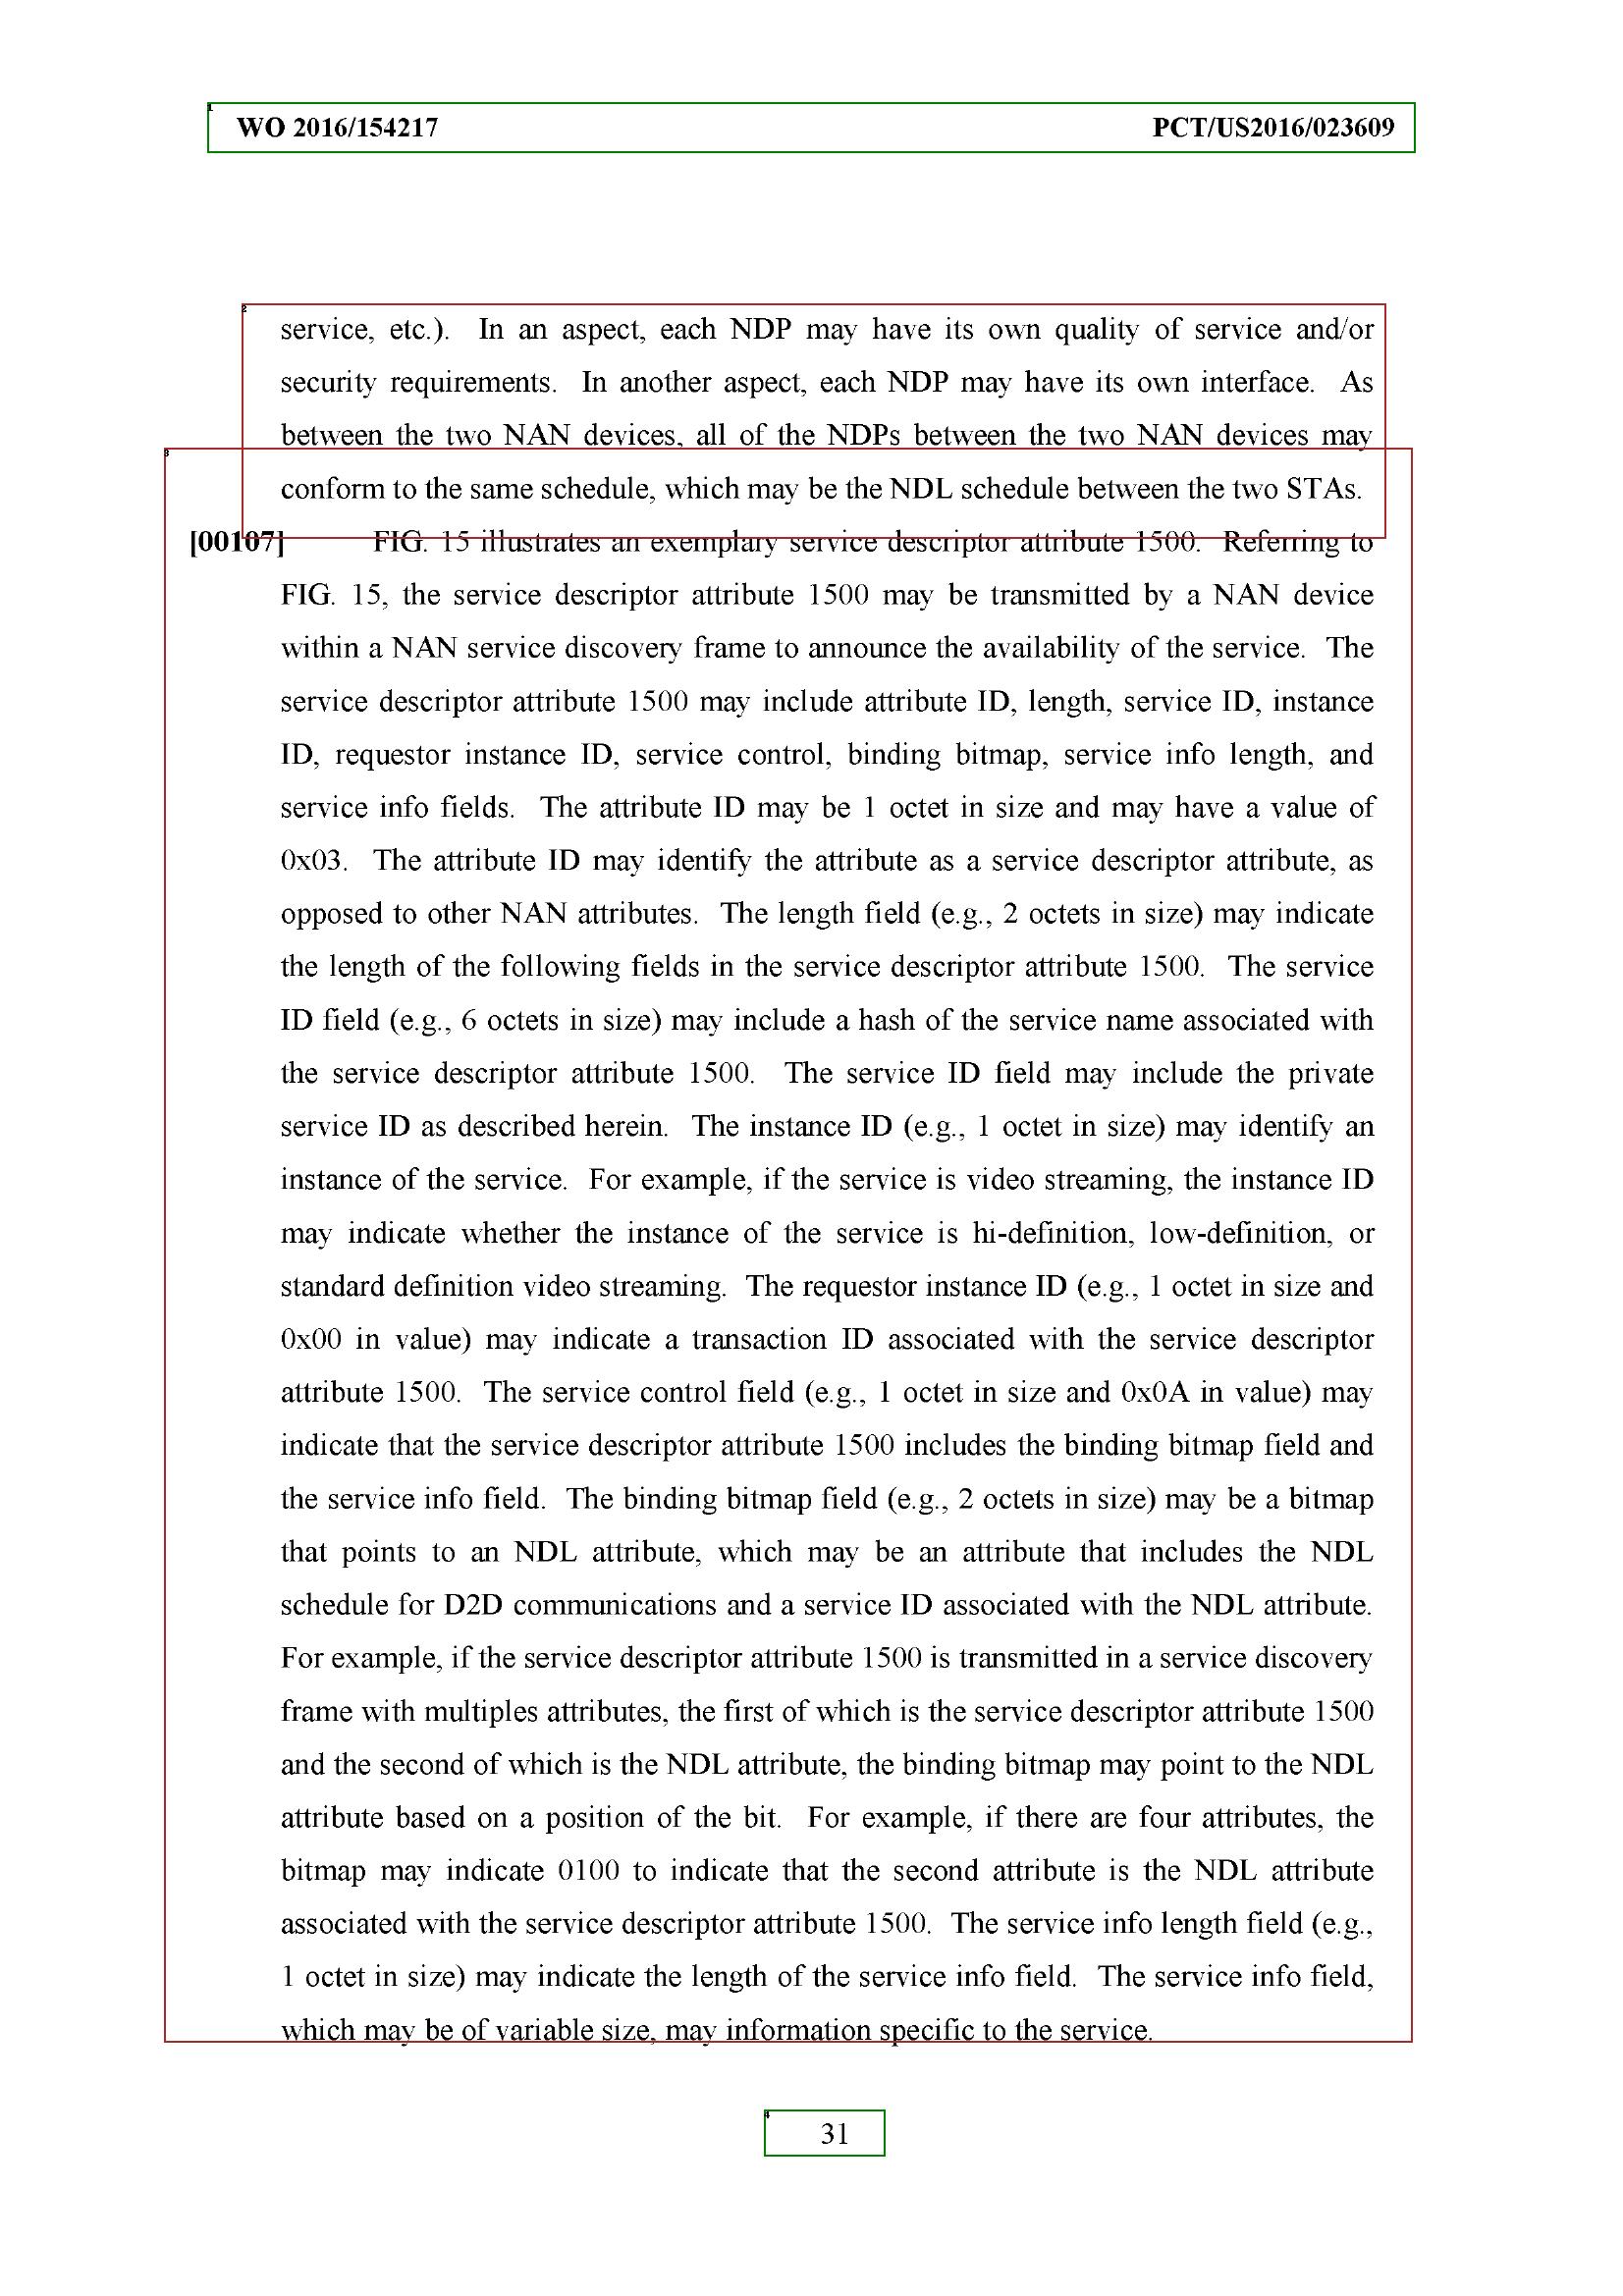 WO 2016/154217 PCT/US2016/023609
service, etc.). In an aspect, each NDP may have its own quality of service and/or
security requirements. In another aspect, each NDP may have its own interface. As
between the two NAN devices, all of the NDPs between the two NAN devices may
conform to the same schedule, which may be the NDL schedule between the two STAs.
[00107] FIG. 15 illustrates an exemplary service descriptor attribute 1500. Referring to
FIG. 15, the service descriptor attribute 1500 may be transmitted by a NAN device
within a NAN service discovery frame to announce the availability of the service. The
service descriptor attribute 1500 may include attribute ID, length, service ID, instance
ID, requestor instance ID, service control, binding bitmap, service info length, and
service info fields. The attribute ID may be 1 octet in size and may have a value of
0x03. The attribute ID may identify the attribute as a service descriptor attribute, as
opposed to other NAN attributes. The length field (e.g., 2 octets in size) may indicate
the length of the following fields in the service descriptor attribute 1500. The service
ID field (e.g., 6 octets in size) may include a hash of the service name associated with
the service descriptor attribute 1500. The service ID field may include the private
service ID as described herein. The instance ID (e.g., 1 octet in size) may identify an
instance of the service. For example, if the service is video streaming, the instance ID
may indicate whether the instance of the service is hi-definition, low-definition, or
standard definition video streaming. The requestor instance ID (e.g., 1 octet in size and
0x00 in value) may indicate a transaction ID associated with the service descriptor
attribute 1500. The service control field (e.g., 1 octet in size and 0x0A in value) may
indicate that the service descriptor attribute 1500 includes the binding bitmap field and
the service info field. The binding bitmap field (e.g., 2 octets in size) may be a bitmap
that points to an NDL attribute, which may be an attribute that includes the NDL
schedule for D2D communications and a service ID associated with the NDL attribute.
For example, if the service descriptor attribute 1500 is transmitted in a service discovery
frame with multiples attributes, the first of which is the service descriptor attribute 1500
and the second of which is the NDL attribute, the binding bitmap may point to the NDL
attribute based on a position of the bit. For example, if there are four attributes, the
bitmap may indicate 0100 to indicate that the second attribute is the NDL attribute
associated with the service descriptor attribute 1500. The service info length field (e.g.,
1 octet in size) may indicate the length of the service info field. The service info field,
which may be of variable size, may information specific to the service.
31